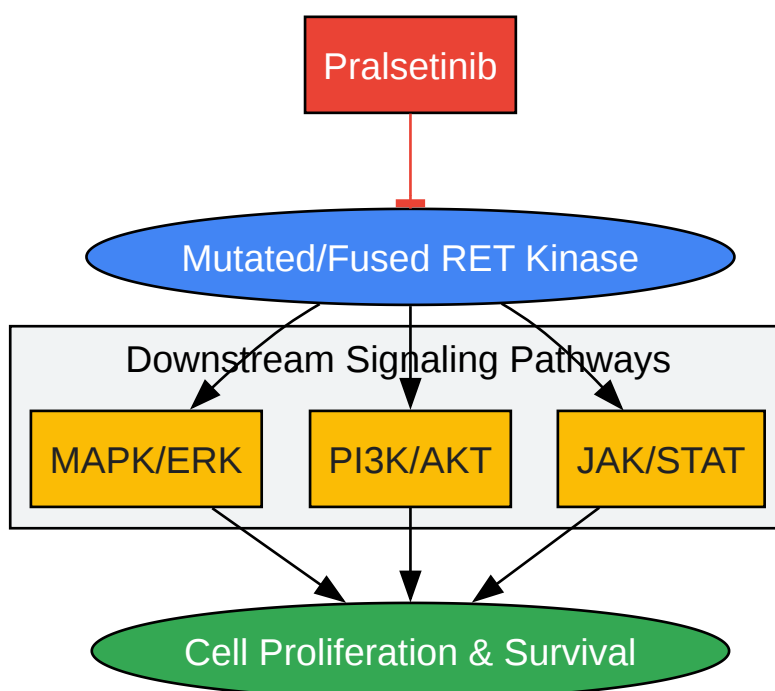 Pralsetinib
Mutated/Fused RET Kinase
Downstream Signaling Pathways
MAPK/ERK
PI3K/AKT
JAK/STAT
Cell Proliferation & Survival